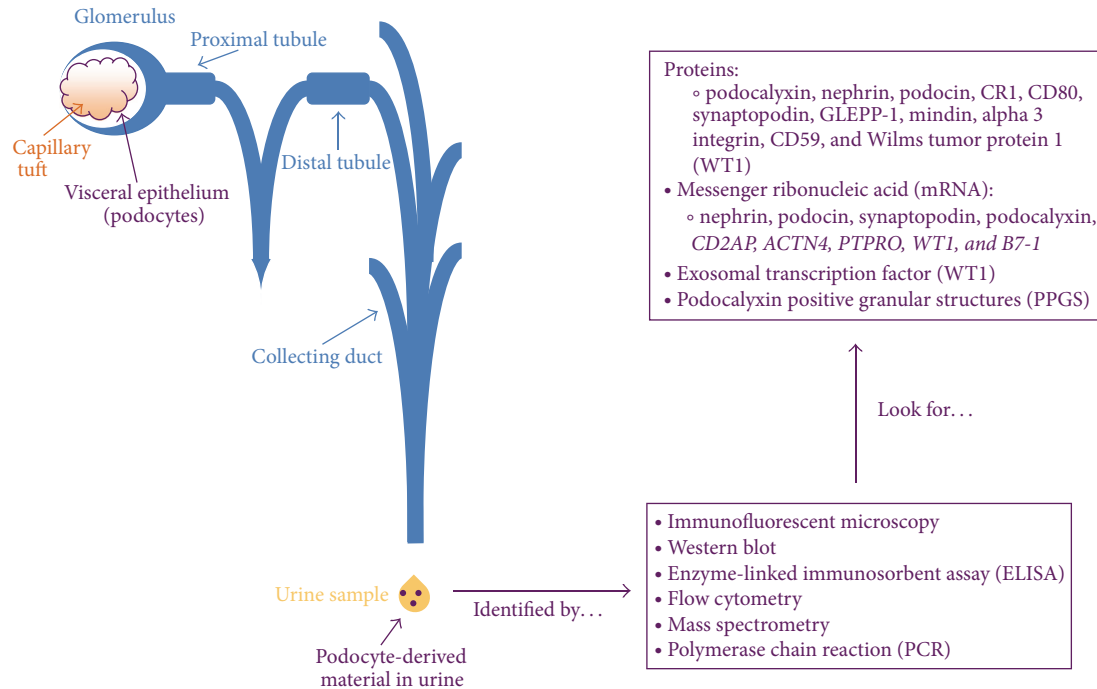 Glomerulus
Proximal tubule
Capillary
tuft
Visceral epithelium
(podocytes)
Distal tubule
Collecting duct
Urine sample
Podocyte-derived
material in urine
Identified by…
• Immunofluorescent microscopy
• Western blot
• Enzyme-linked immunosorbent assay (ELISA)
• Flow cytometry
• Mass spectrometry
• Polymerase chain reaction (PCR)
Look for…
Proteins:
◦ podocalyxin, nephrin, podocin, CR1, CD80,
synaptopodin, GLEPP-1, mindin, alpha 3
integrin, CD59, and Wilms tumor protein 1
(WT1)
• Messenger ribonucleic acid (mRNA):
◦ nephrin, podocin, synaptopodin, podocalyxin,
CD2AP, ACTN4, PTPRO, WT1, and B7-1
• Exosomal transcription factor (WT1)
• Podocalyxin positive granular structures (PPGS)